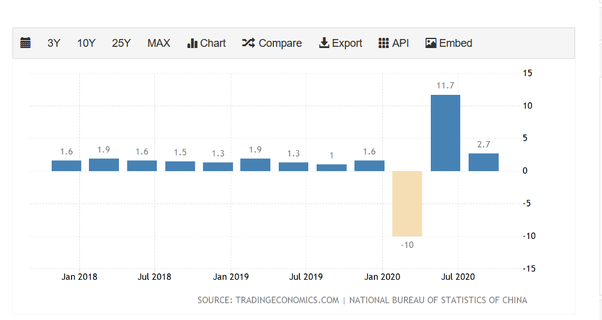 3Y 10Y 25Y MAX Chart Compare Export API Embed
15
10
5
0
-5
-10
-15
1.6 1.9 1.6 1.5 1.3 1.9 1.3 1 1.6 -10 11.7 2.7
Jan 2018 Jul 2018 Jan 2019 Jul 2019 Jan 2020 Jul 2020
SOURCE: TRADINGECONOMICS.COM | NATIONAL BUREAU OF STATISTICS OF CHINA